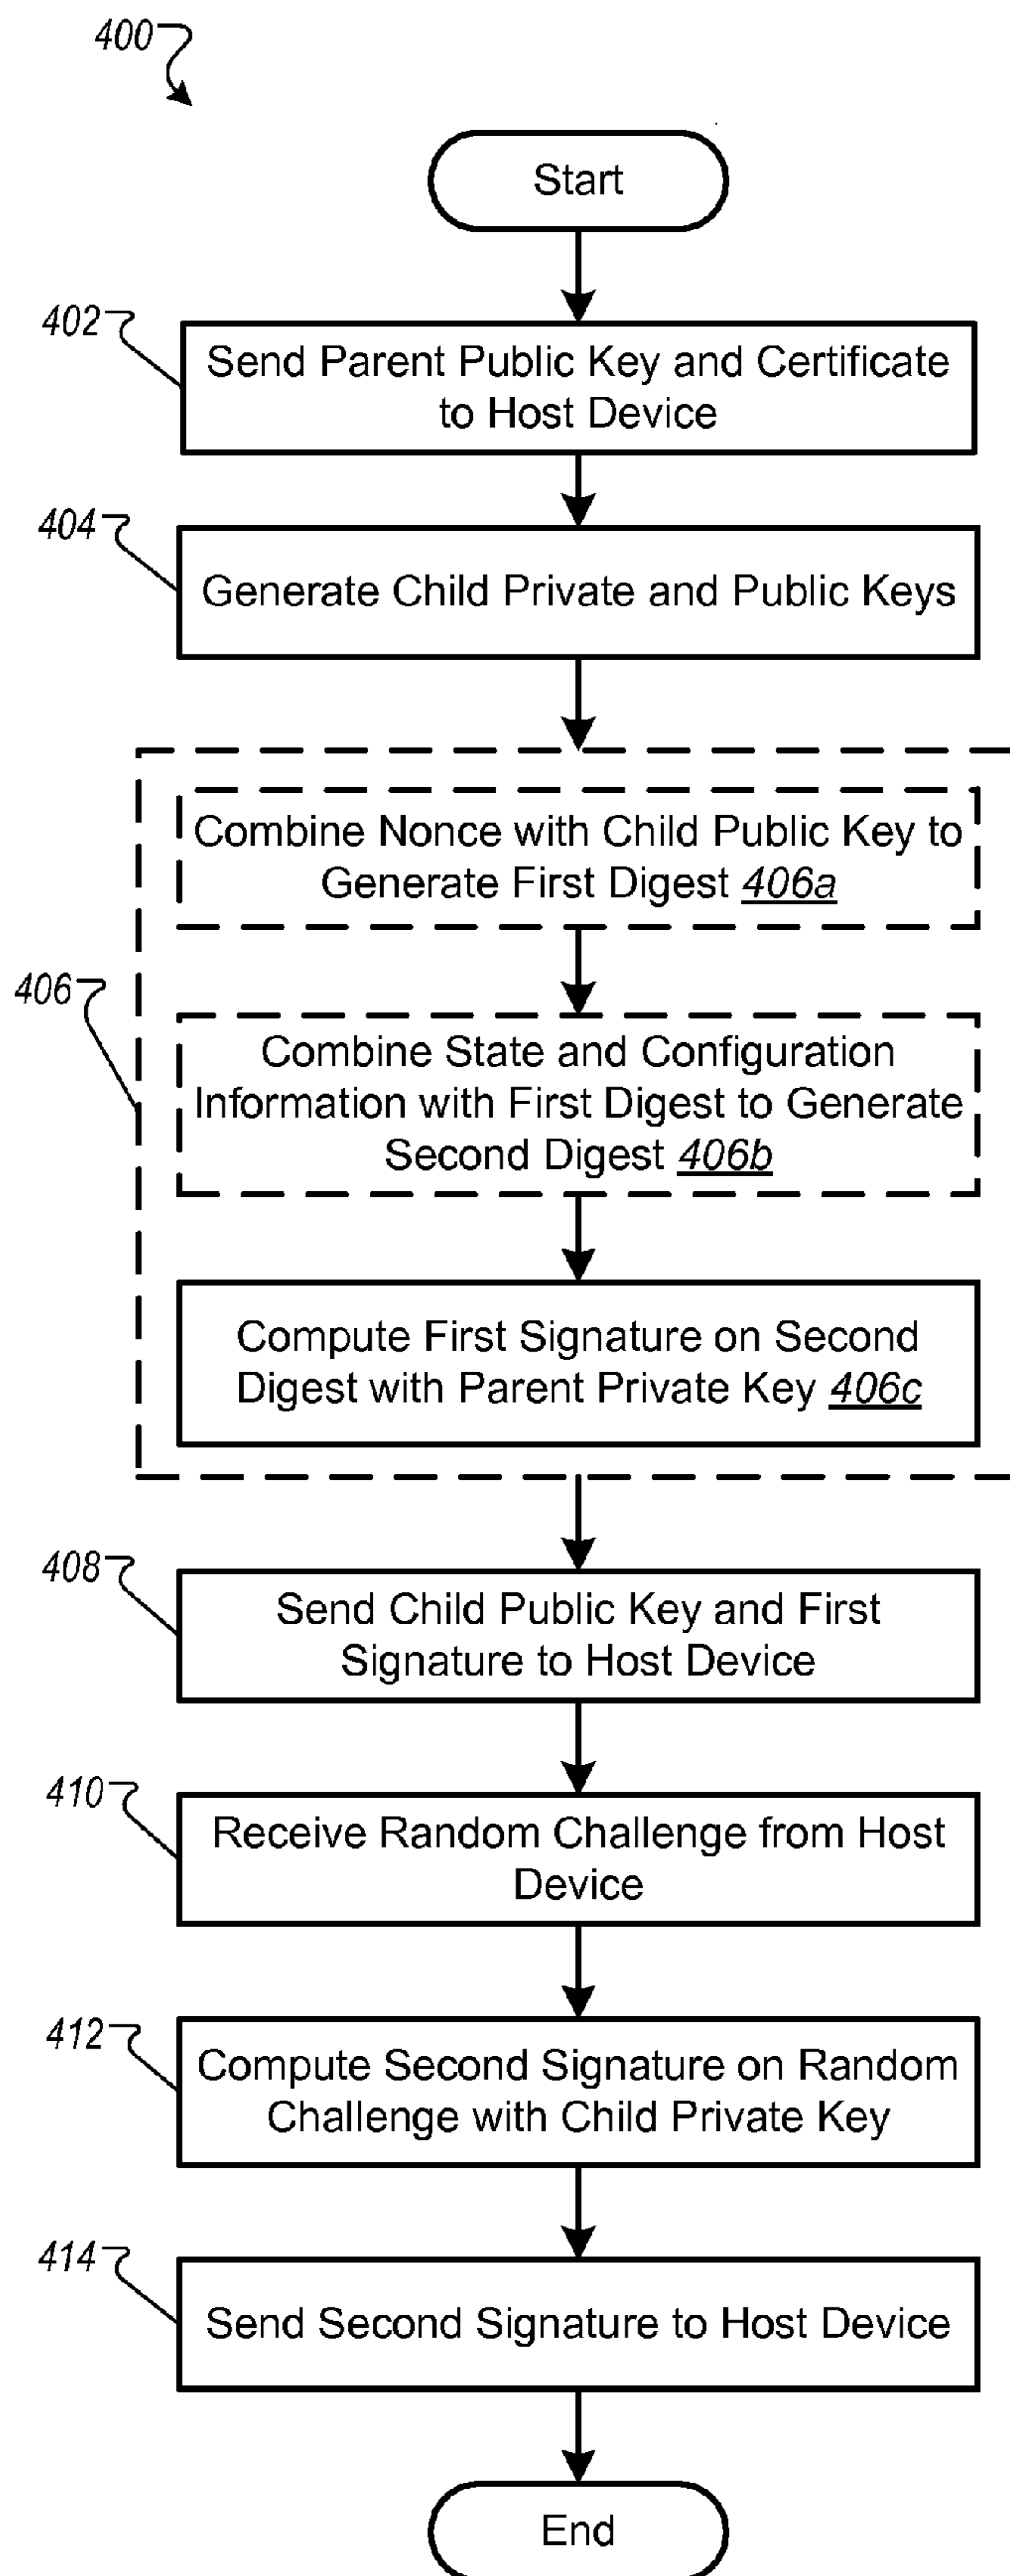 400
Start
402
Send Parent Public Key and Certificate
to Host Device
404
Generate Child Private and Public Keys
406
Combine Nonce with Child Public Key to
Generate First Digest 406a
Combine State and Configuration
Information with First Digest to Generate
Second Digest 406b
Compute First Signature on Second
Digest with Parent Private Key 406c
408
Send Child Public Key and First
Signature to Host Device
410
Receive Random Challenge from Host
Device
412
Compute Second Signature on Random
Challenge with Child Private Key
414
Send Second Signature to Host Device
End